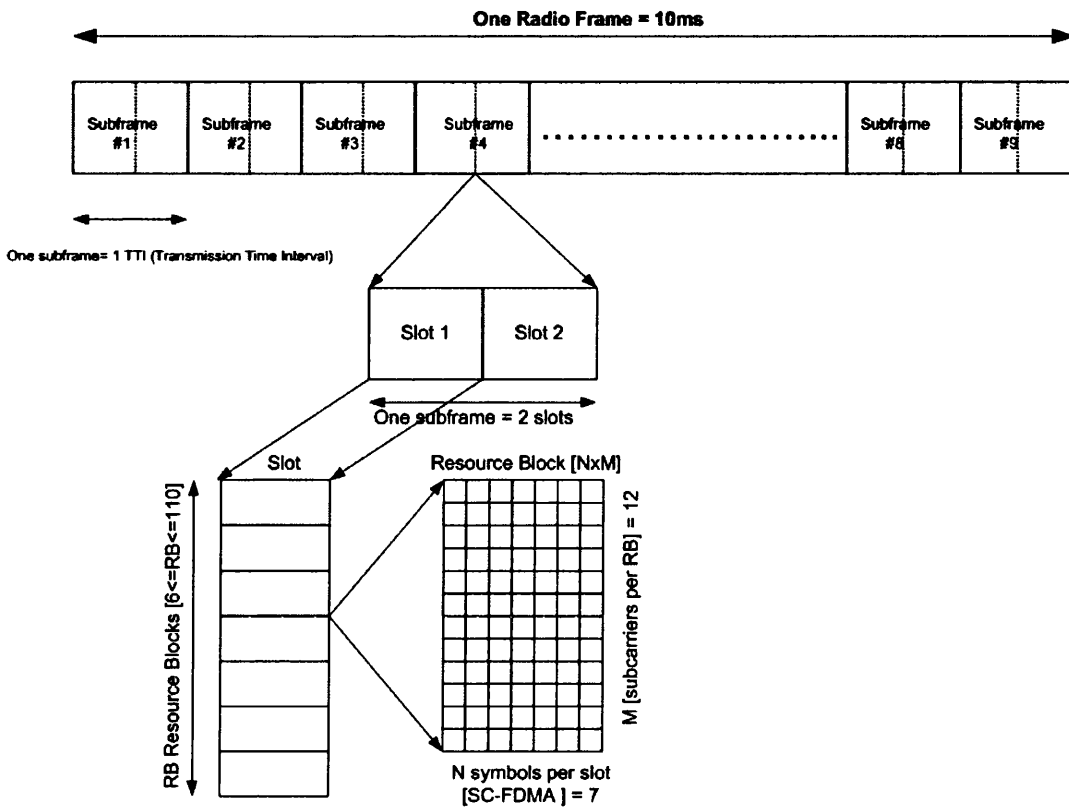 One Radio Frame = 10ms
Subframe
#1
Subframe
#2
Subframe
#3
Subframe
#4
Subframe
#8
Subframe
#9
One subframe= 1 TTI (Transmission Time Interval)
Slot 1
Slot 2
One subframe = 2 slots
Slot
Resource Block [NxM]
RB Resource Blocks [6<=RB<=110]
M [subcarriers per RB] = 12
N symbols per slot
[SC-FDMA ] = 7